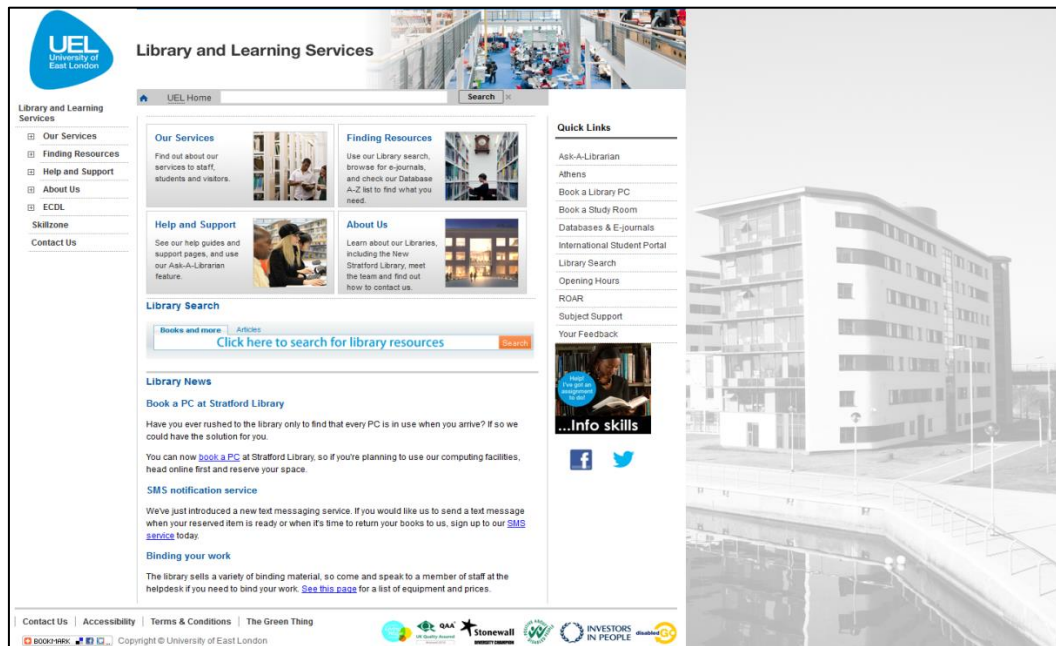 UEL
University of
East London
Library and Learning Services
UEL Home
Search
Library and Learning
Services
Our Services
Finding Resources
Help and Support
About Us
ECDL
Skillzone
Contact Us
Our Services
Find out about our
services to staff,
students and visitors.
Finding Resources
Use our Library search,
browse for e-journals,
and check our Database
A-Z list to find what you
need.
Help and Support
See our help guides and
support pages, and use
our Ask-A-Librarian
feature.
About Us
Learn about our Libraries,
including the New
Stratford Library, meet
the team and find out
how to contact us.
Library Search
Books and more Articles
Click here to search for library resources Search
Library News
Book a PC at Stratford Library
Have you ever rushed to the library only to find that every PC is in use when you arrive? If so we
could have the solution for you.
You can now book a PC at Stratford Library, so if you're planning to use our computing facilities,
head online first and reserve your space.
SMS notification service
We've just introduced a new text messaging service. If you would like us to send a text message
when your reserved item is ready or when it's time to return your books to us, sign up to our SMS
service today.
Binding your work
The library sells a variety of binding material, so come and speak to a member of staff at the
helpdesk if you need to bind your work. See this page for a list of equipment and prices.
Quick Links
Ask-A-Librarian
Athens
Book a Library PC
Book a Study Room
Databases & E-journals
International Student Portal
Library Search
Opening Hours
ROAR
Subject Support
Your Feedback
Help!
I've got an
assignment
to do!
...Info skills
Contact Us | Accessibility | Terms & Conditions | The Green Thing
BOOKMARK
Copyright © University of East London
QAA
UK Quality Assured
Stonewall
DIVERSITY CHAMPION
INVESTORS
IN PEOPLE
disabledGO